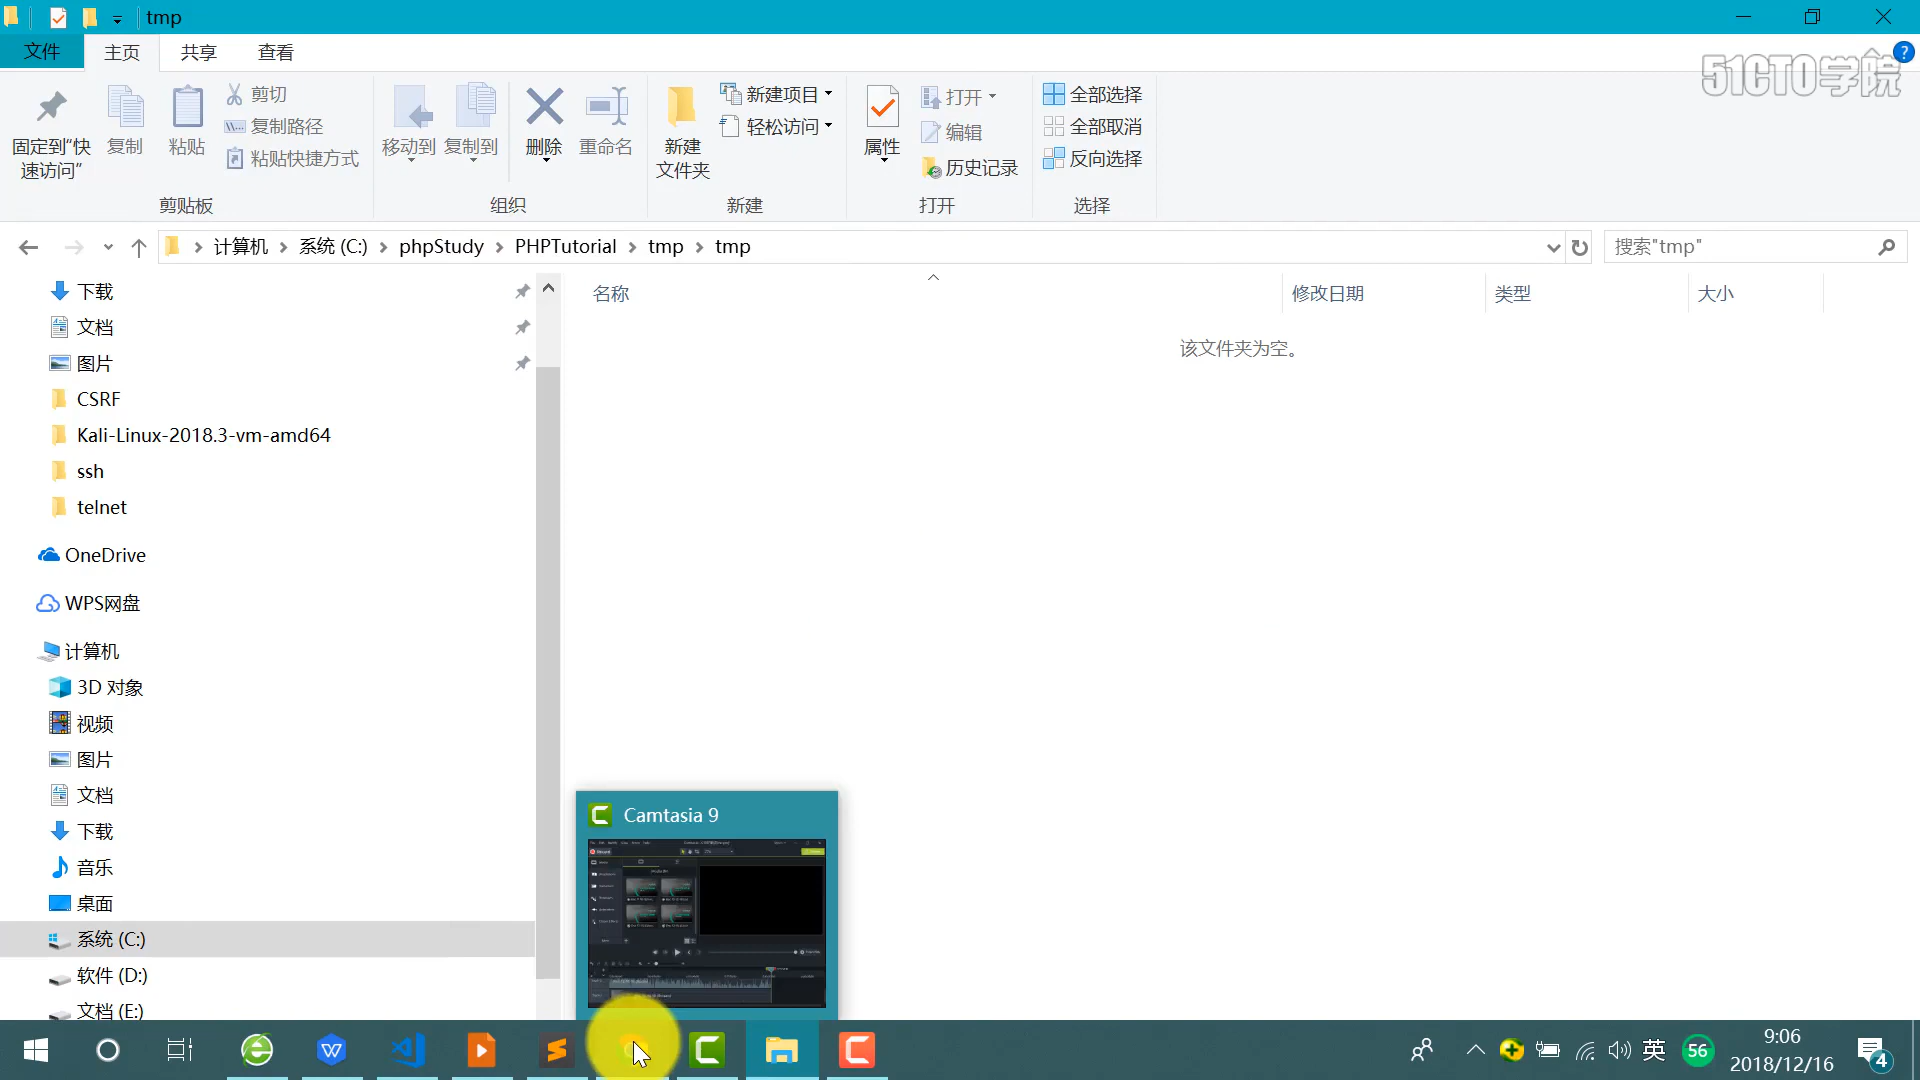 tmp
文件 主页 共享 查看
51CTO学院
固定到"快
速访问"
复制
粘贴
剪切
复制路径
粘贴快捷方式
移动到 复制到
删除 重命名
新建
文件夹
新建项目
轻松访问
属性
打开
编辑
历史记录
全部选择
全部取消
反向选择
剪贴板 组织 新建 打开 选择
计算机 系统 (C:) phpStudy PHPTutorial tmp tmp
搜索"tmp"
名称 修改日期 类型 大小
该文件夹为空。
下载
文档
图片
CSRF
Kali-Linux-2018.3-vm-amd64
ssh
telnet
OneDrive
WPS网盘
计算机
3D 对象
视频
图片
文档
下载
音乐
桌面
系统 (C:)
软件 (D:)
文档 (E:)
Camtasia 9
英
56
9:06
2018/12/16
4